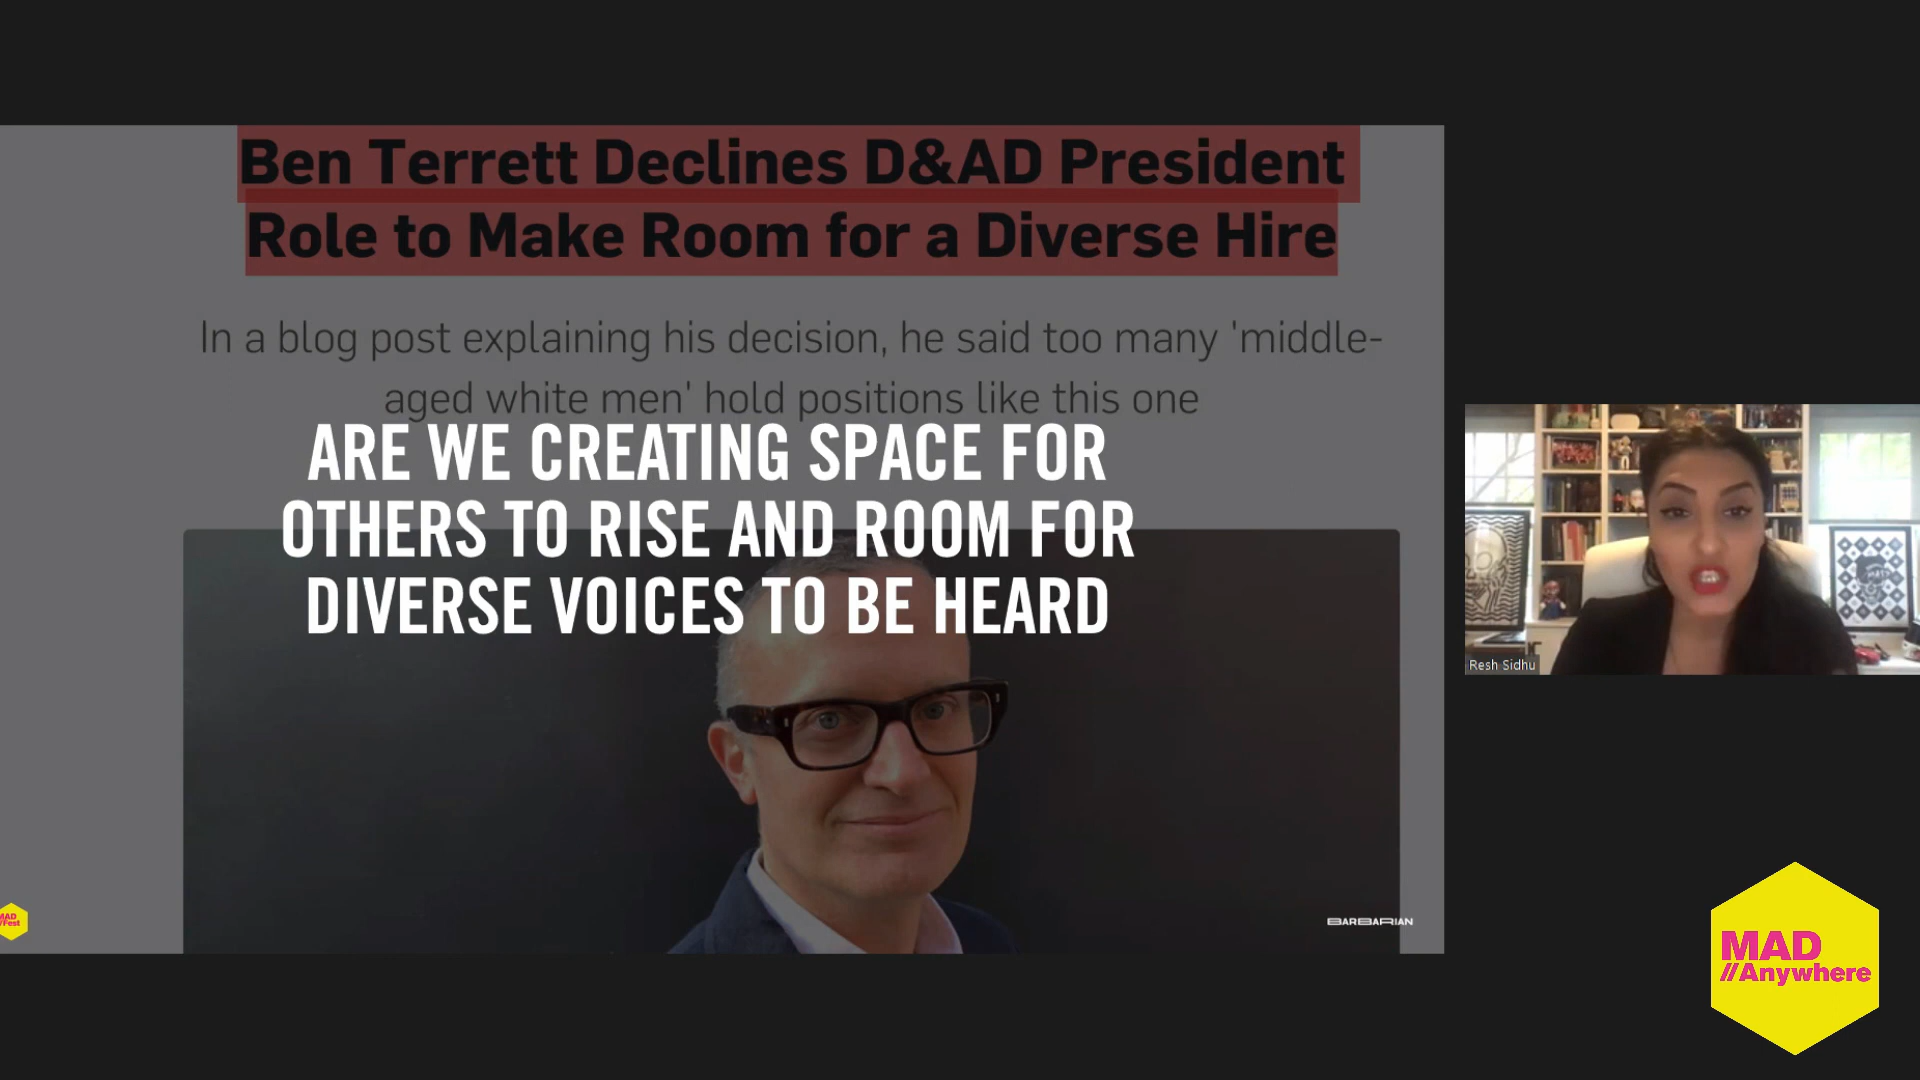 Ben Terrett Declines D&AD President
Role to Make Room for a Diverse Hire
In a blog post explaining his decision, he said too many 'middle-
aged white men' hold positions like this one
ARE WE CREATING SPACE FOR
OTHERS TO RISE AND ROOM FOR
DIVERSE VOICES TO BE HEARD
Resh Sidhu
MAD
//Fest
BARBARIAN
MAD
//Anywhere